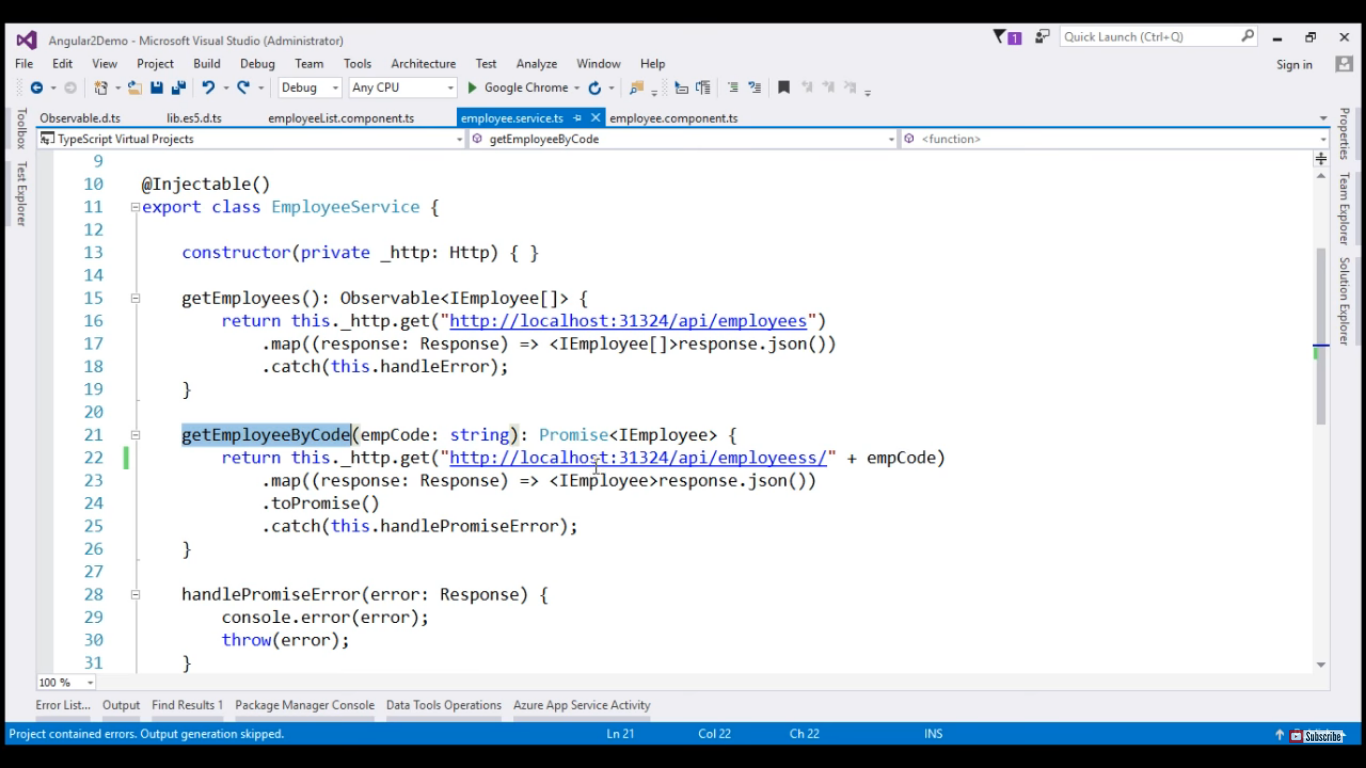 Angular2Demo - Microsoft Visual Studio (Administrator)
1
Quick Launch (Ctrl+Q)
File Edit View Project Build Debug Team Tools Architecture Test Analyze Window Help
Sign in
Debug Any CPU Google Chrome
Toolbox
Test Explorer
Observable.d.ts lib.es5.d.ts employeeList.component.ts employee.service.ts employee.component.ts
TypeScript Virtual Projects getEmployeeByCode <function>
9
10 @Injectable()
11 export class EmployeeService {
12
13 constructor(private _http: Http) { }
14
15 getEmployees(): Observable<IEmployee[]> {
16 return this._http.get("http://localhost:31324/api/employees")
17 .map((response: Response) => <IEmployee[]>response.json())
18 .catch(this.handleError);
19 }
20
21 getEmployeeByCode(empCode: string): Promise<IEmployee> {
22 return this._http.get("http://localhost:31324/api/employeess/" + empCode)
23 .map((response: Response) => <IEmployee>response.json())
24 .toPromise()
25 .catch(this.handlePromiseError);
26 }
27
28 handlePromiseError(error: Response) {
29 console.error(error);
30 throw(error);
31 }
Properties
Team Explorer
Solution Explorer
100 %
Error List... Output Find Results 1 Package Manager Console Data Tools Operations Azure App Service Activity
Project contained errors. Output generation skipped. Ln 21 Col 22 Ch 22 INS
Subscribe